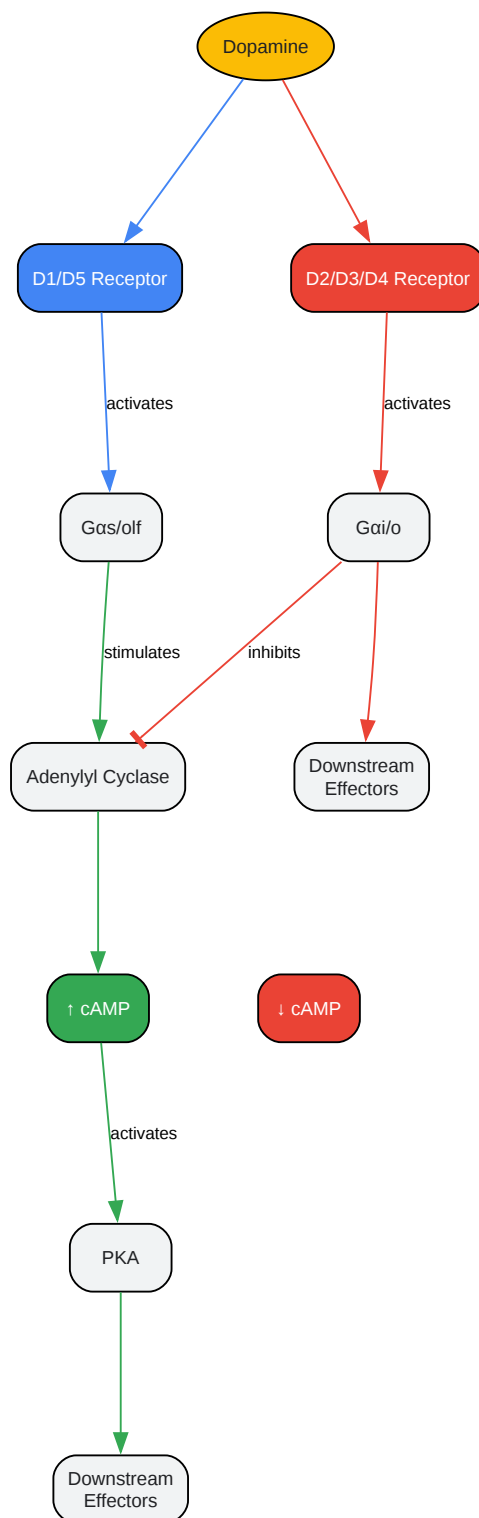 Dopamine
D1/D5 Receptor
D2/D3/D4 Receptor
activates
activates
Gαs/olf
Gαi/o
stimulates
inhibits
Adenylyl Cyclase
Downstream
Effectors
↑ cAMP
↓ cAMP
activates
PKA
Downstream
Effectors